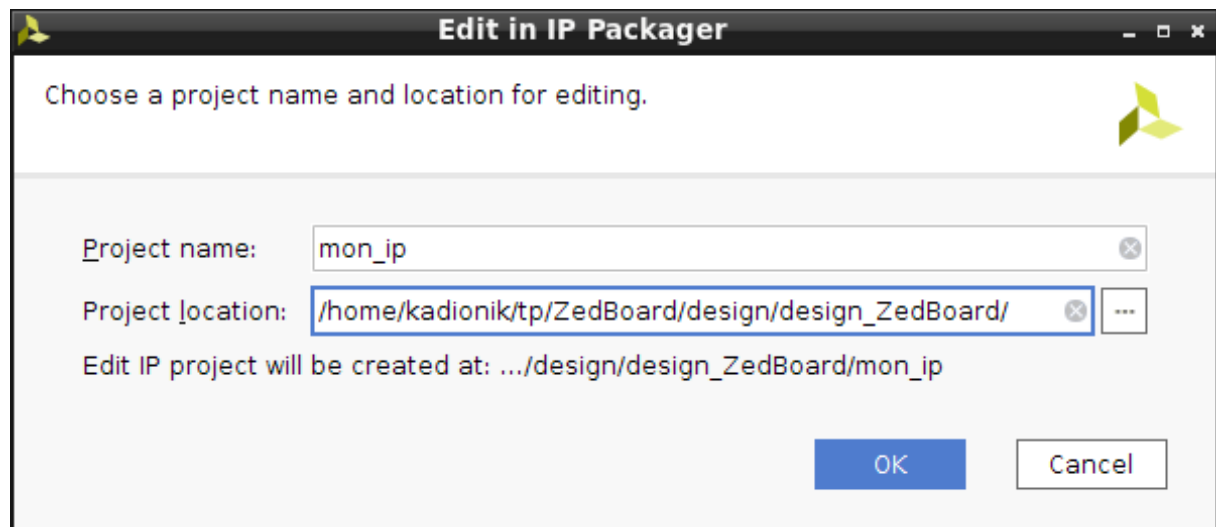 Edit in IP Packager
Choose a project name and location for editing.
Project name: mon_ip
Project location: /home/kadionik/tp/ZedBoard/design/design_ZedBoard/ ...
Edit IP project will be created at: .../design/design_ZedBoard/mon_ip
OK Cancel